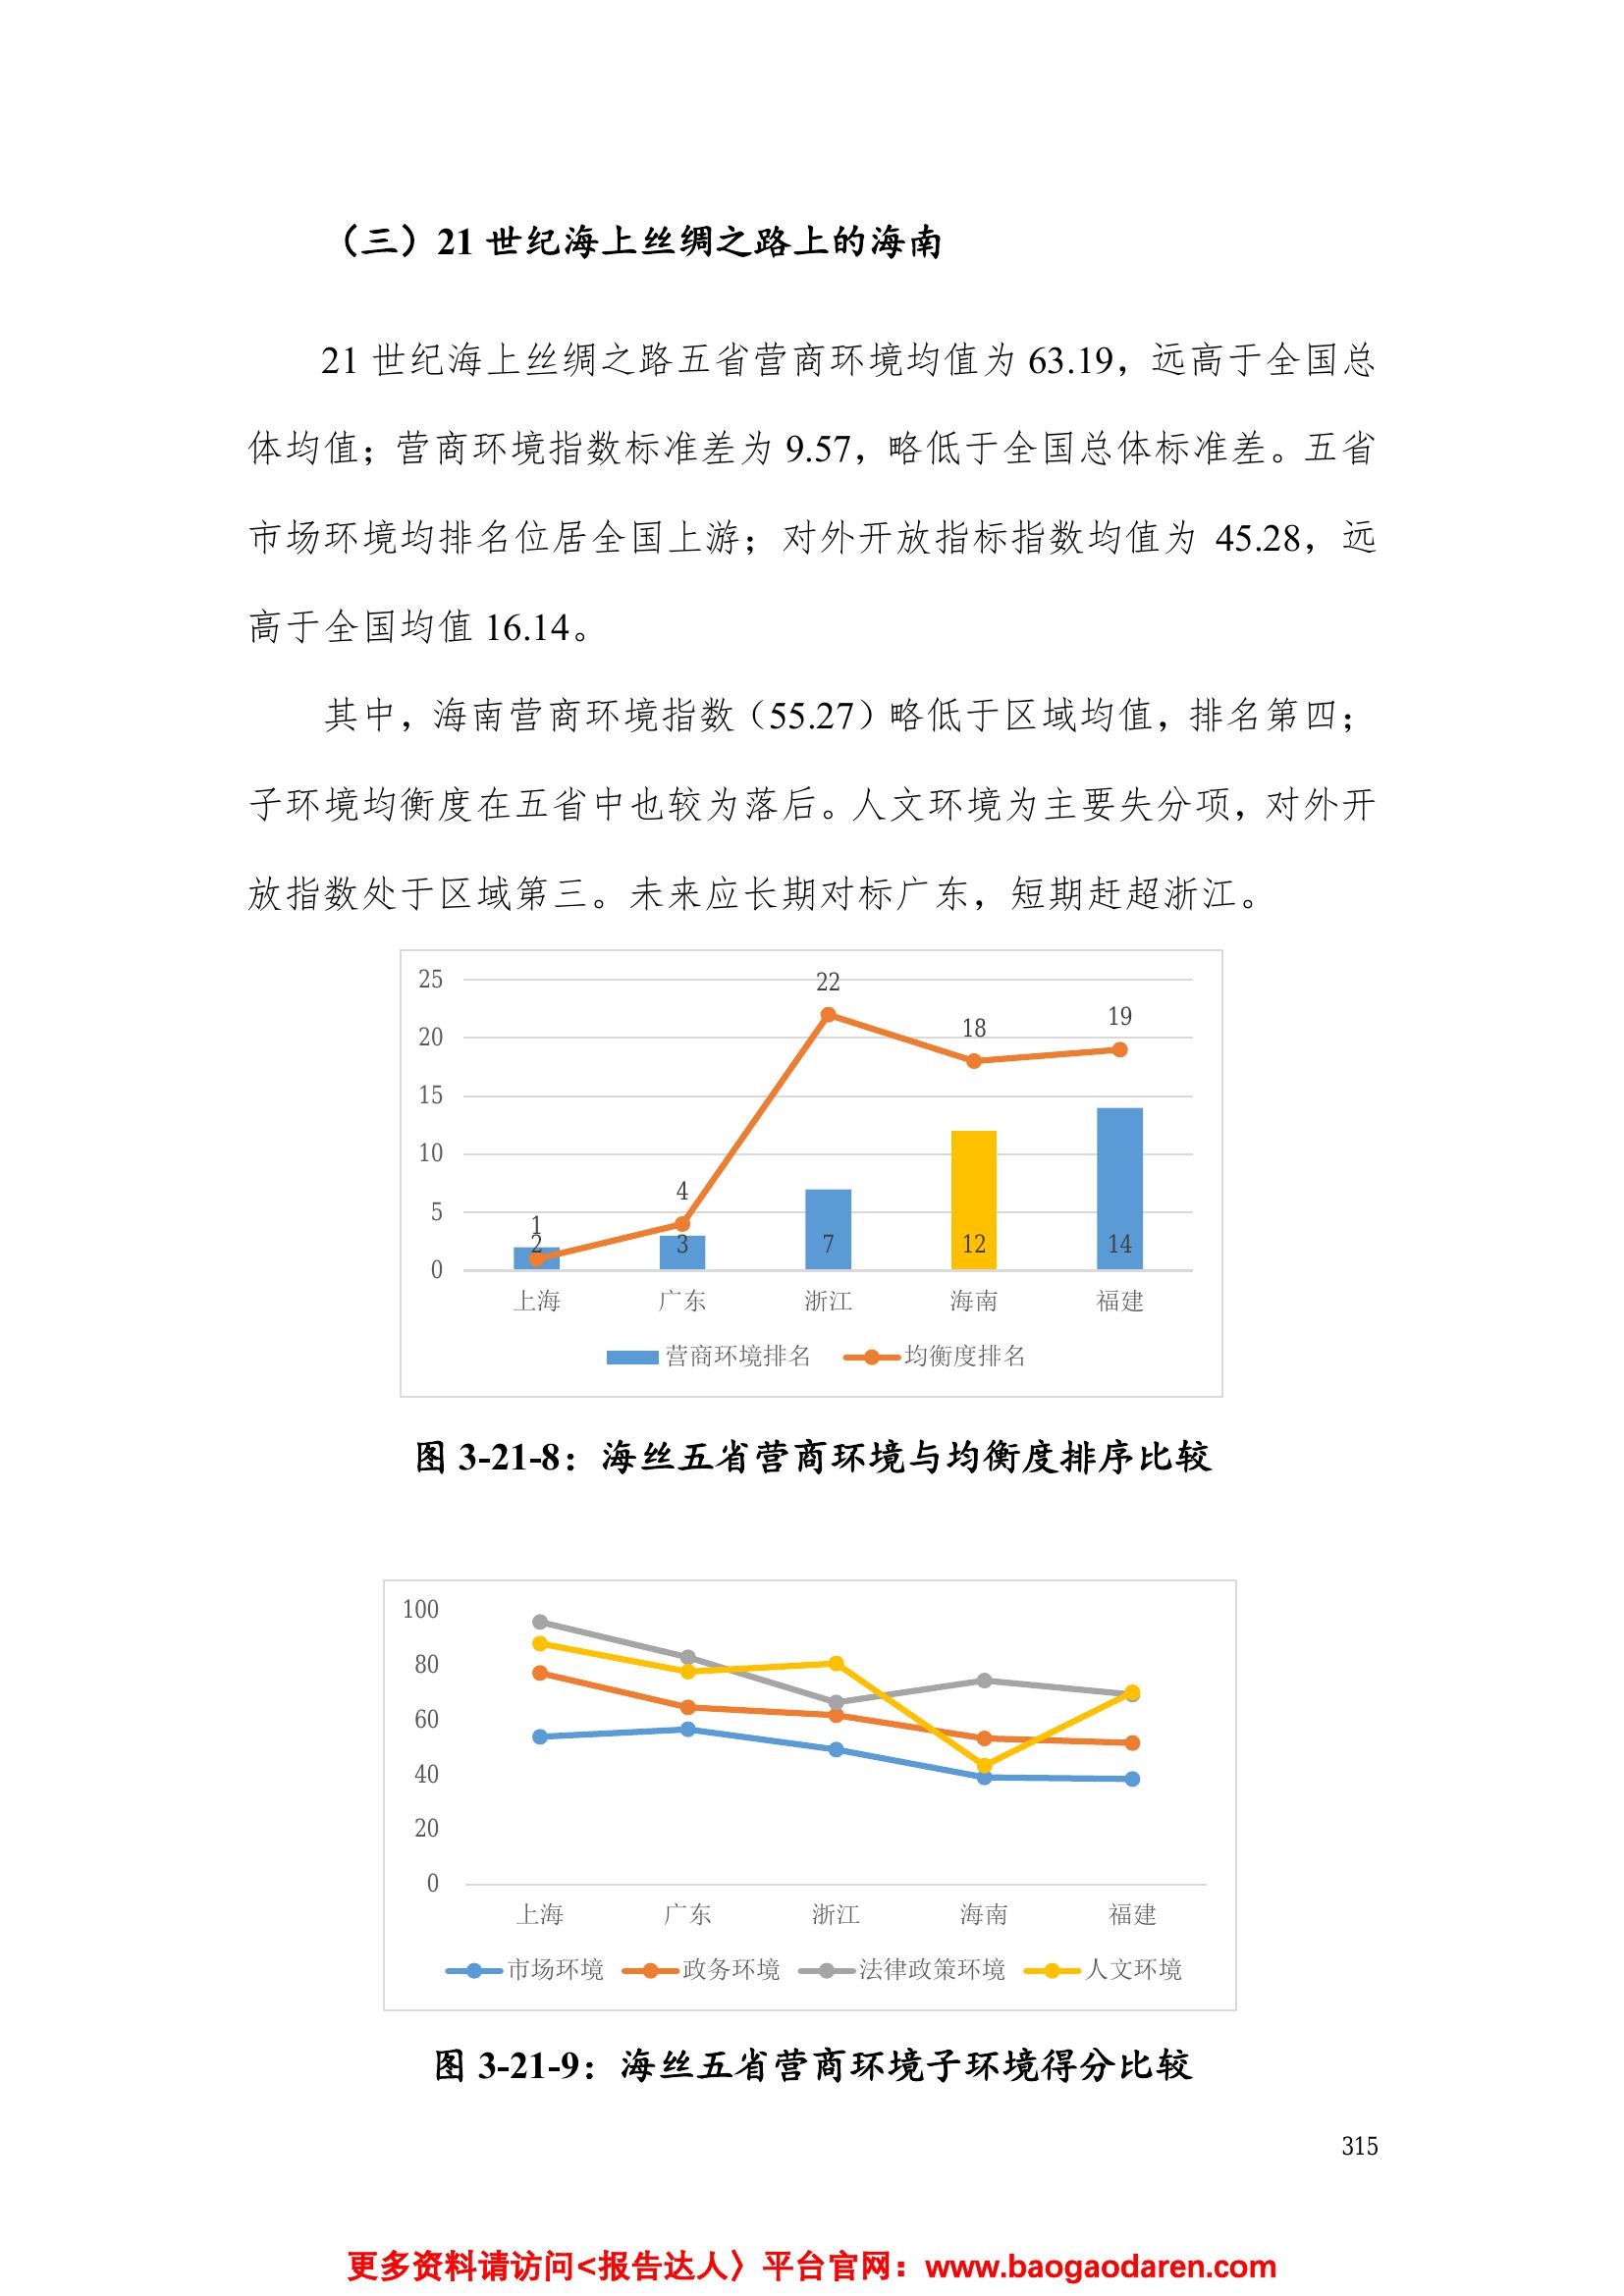 （三）21 世纪海上丝绸之路上的海南
21 世纪海上丝绸之路五省营商环境均值为 63.19，远高于全国总
体均值；营商环境指数标准差为 9.57，略低于全国总体标准差。五省
市场环境均排名位居全国上游；对外开放指标指数均值为 45.28，远
高于全国均值 16.14。
其中，海南营商环境指数（55.27）略低于区域均值，排名第四；
子环境均衡度在五省中也较为落后。人文环境为主要失分项，对外开
放指数处于区域第三。未来应长期对标广东，短期赶超浙江。
25
20
15
10
5
0
1
4
22
18
19
2
3
7
12
14
上海 广东 浙江 海南 福建
营商环境排名 均衡度排名
图 3-21-8：海丝五省营商环境与均衡度排序比较
100
80
60
40
20
0
上海 广东 浙江 海南 福建
市场环境 政务环境 法律政策环境 人文环境
图 3-21-9：海丝五省营商环境子环境得分比较
315
更多资料请访问<报告达人〉平台官网：www.baogaodaren.com